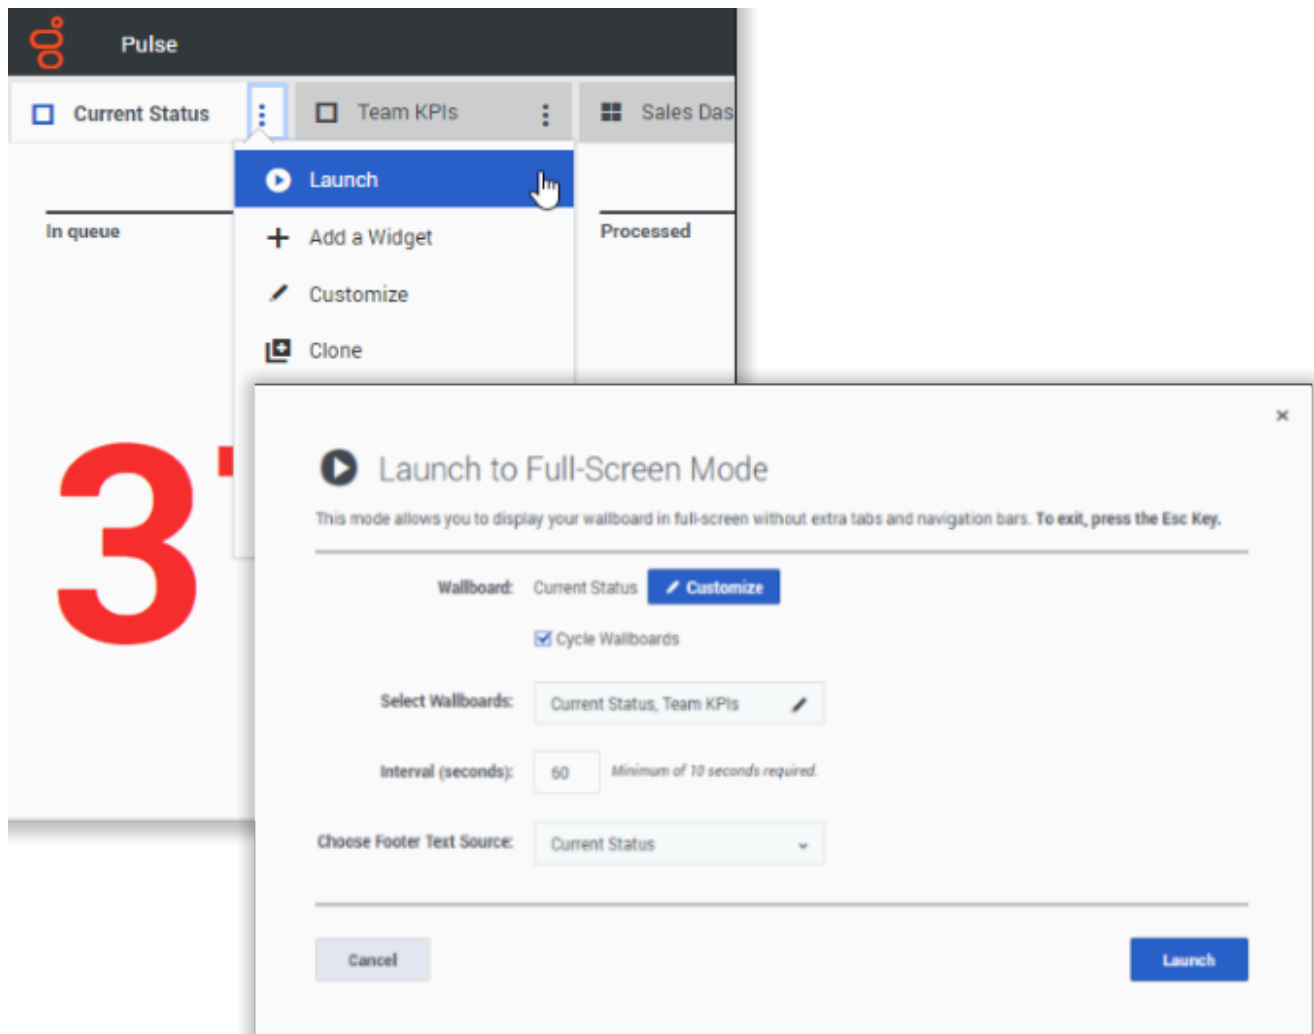 Pulse
Current Status
Team KPIs
Sales Das
Launch
In queue
Processed
Add a Widget
Customize
Clone
3
Launch to Full-Screen Mode
This mode allows you to display your wallboard in full-screen without extra tabs and navigation bars. To exit, press the Esc Key.
Wallboard: Current Status Customize
Cycle Wallboards
Select Wallboards: Current Status, Team KPIs
Interval (seconds): 60 Minimum of 10 seconds required.
Choose Footer Text Source: Current Status
Cancel
Launch